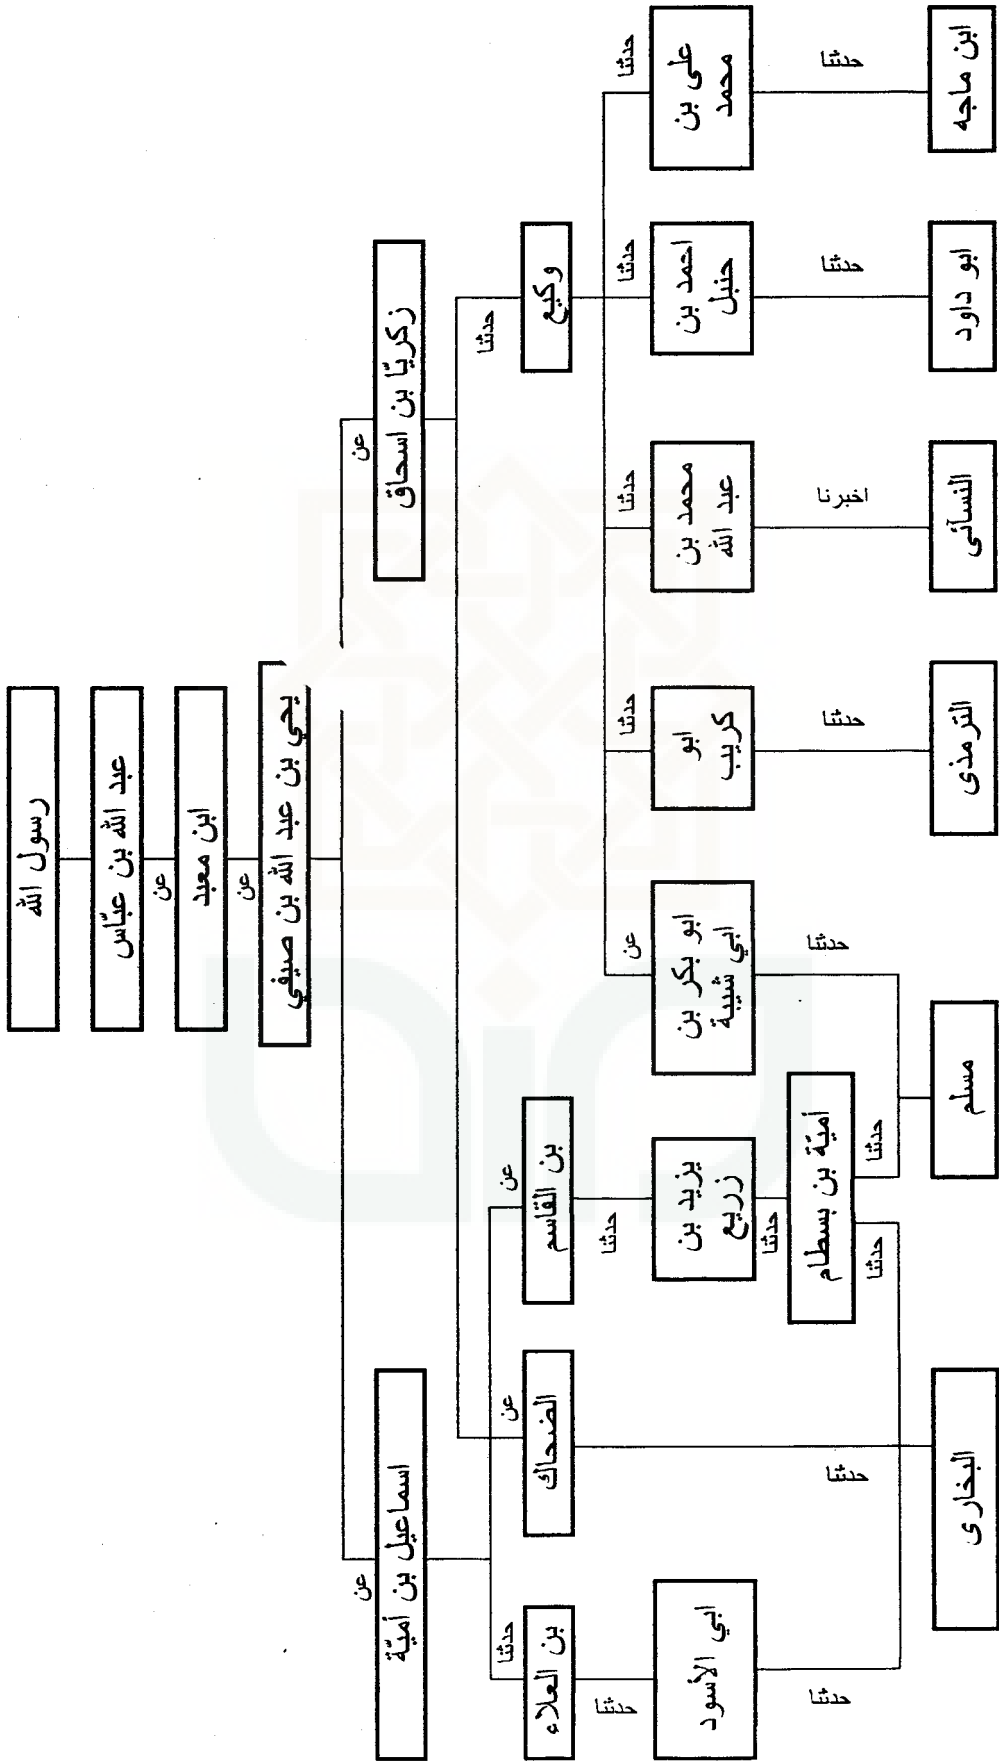 رسول الله
عبد الله بن عبّاس
عن
ابن معبد
عن
يحي بن عبد الله بن صيفي
عن
زكريّا بن اسحاق
عن
اسماعيل بن أميّة
حدثنا
وكيع
عن
بن القاسم
عن
الضحاك
حدثنا
بن العلاء
حدثنا
على بن
محمد
حدثنا
احمد بن
حنبل
حدثنا
محمد بن
عبد الله
حدثنا
ابو
كريب
عن
ابو بكر بن
ابي شيبة
حدثنا
يزيد بن
زريع
حدثنا
ابي الأسود
حدثنا
أميّة بن بسطام
حدثنا
حدثنا
اخبرنا
حدثنا
حدثنا
حدثنا
حدثنا
حدثنا
حدثنا
ابن ماجه
ابو داود
النسآئى
الترمذى
مسلم
البخارى